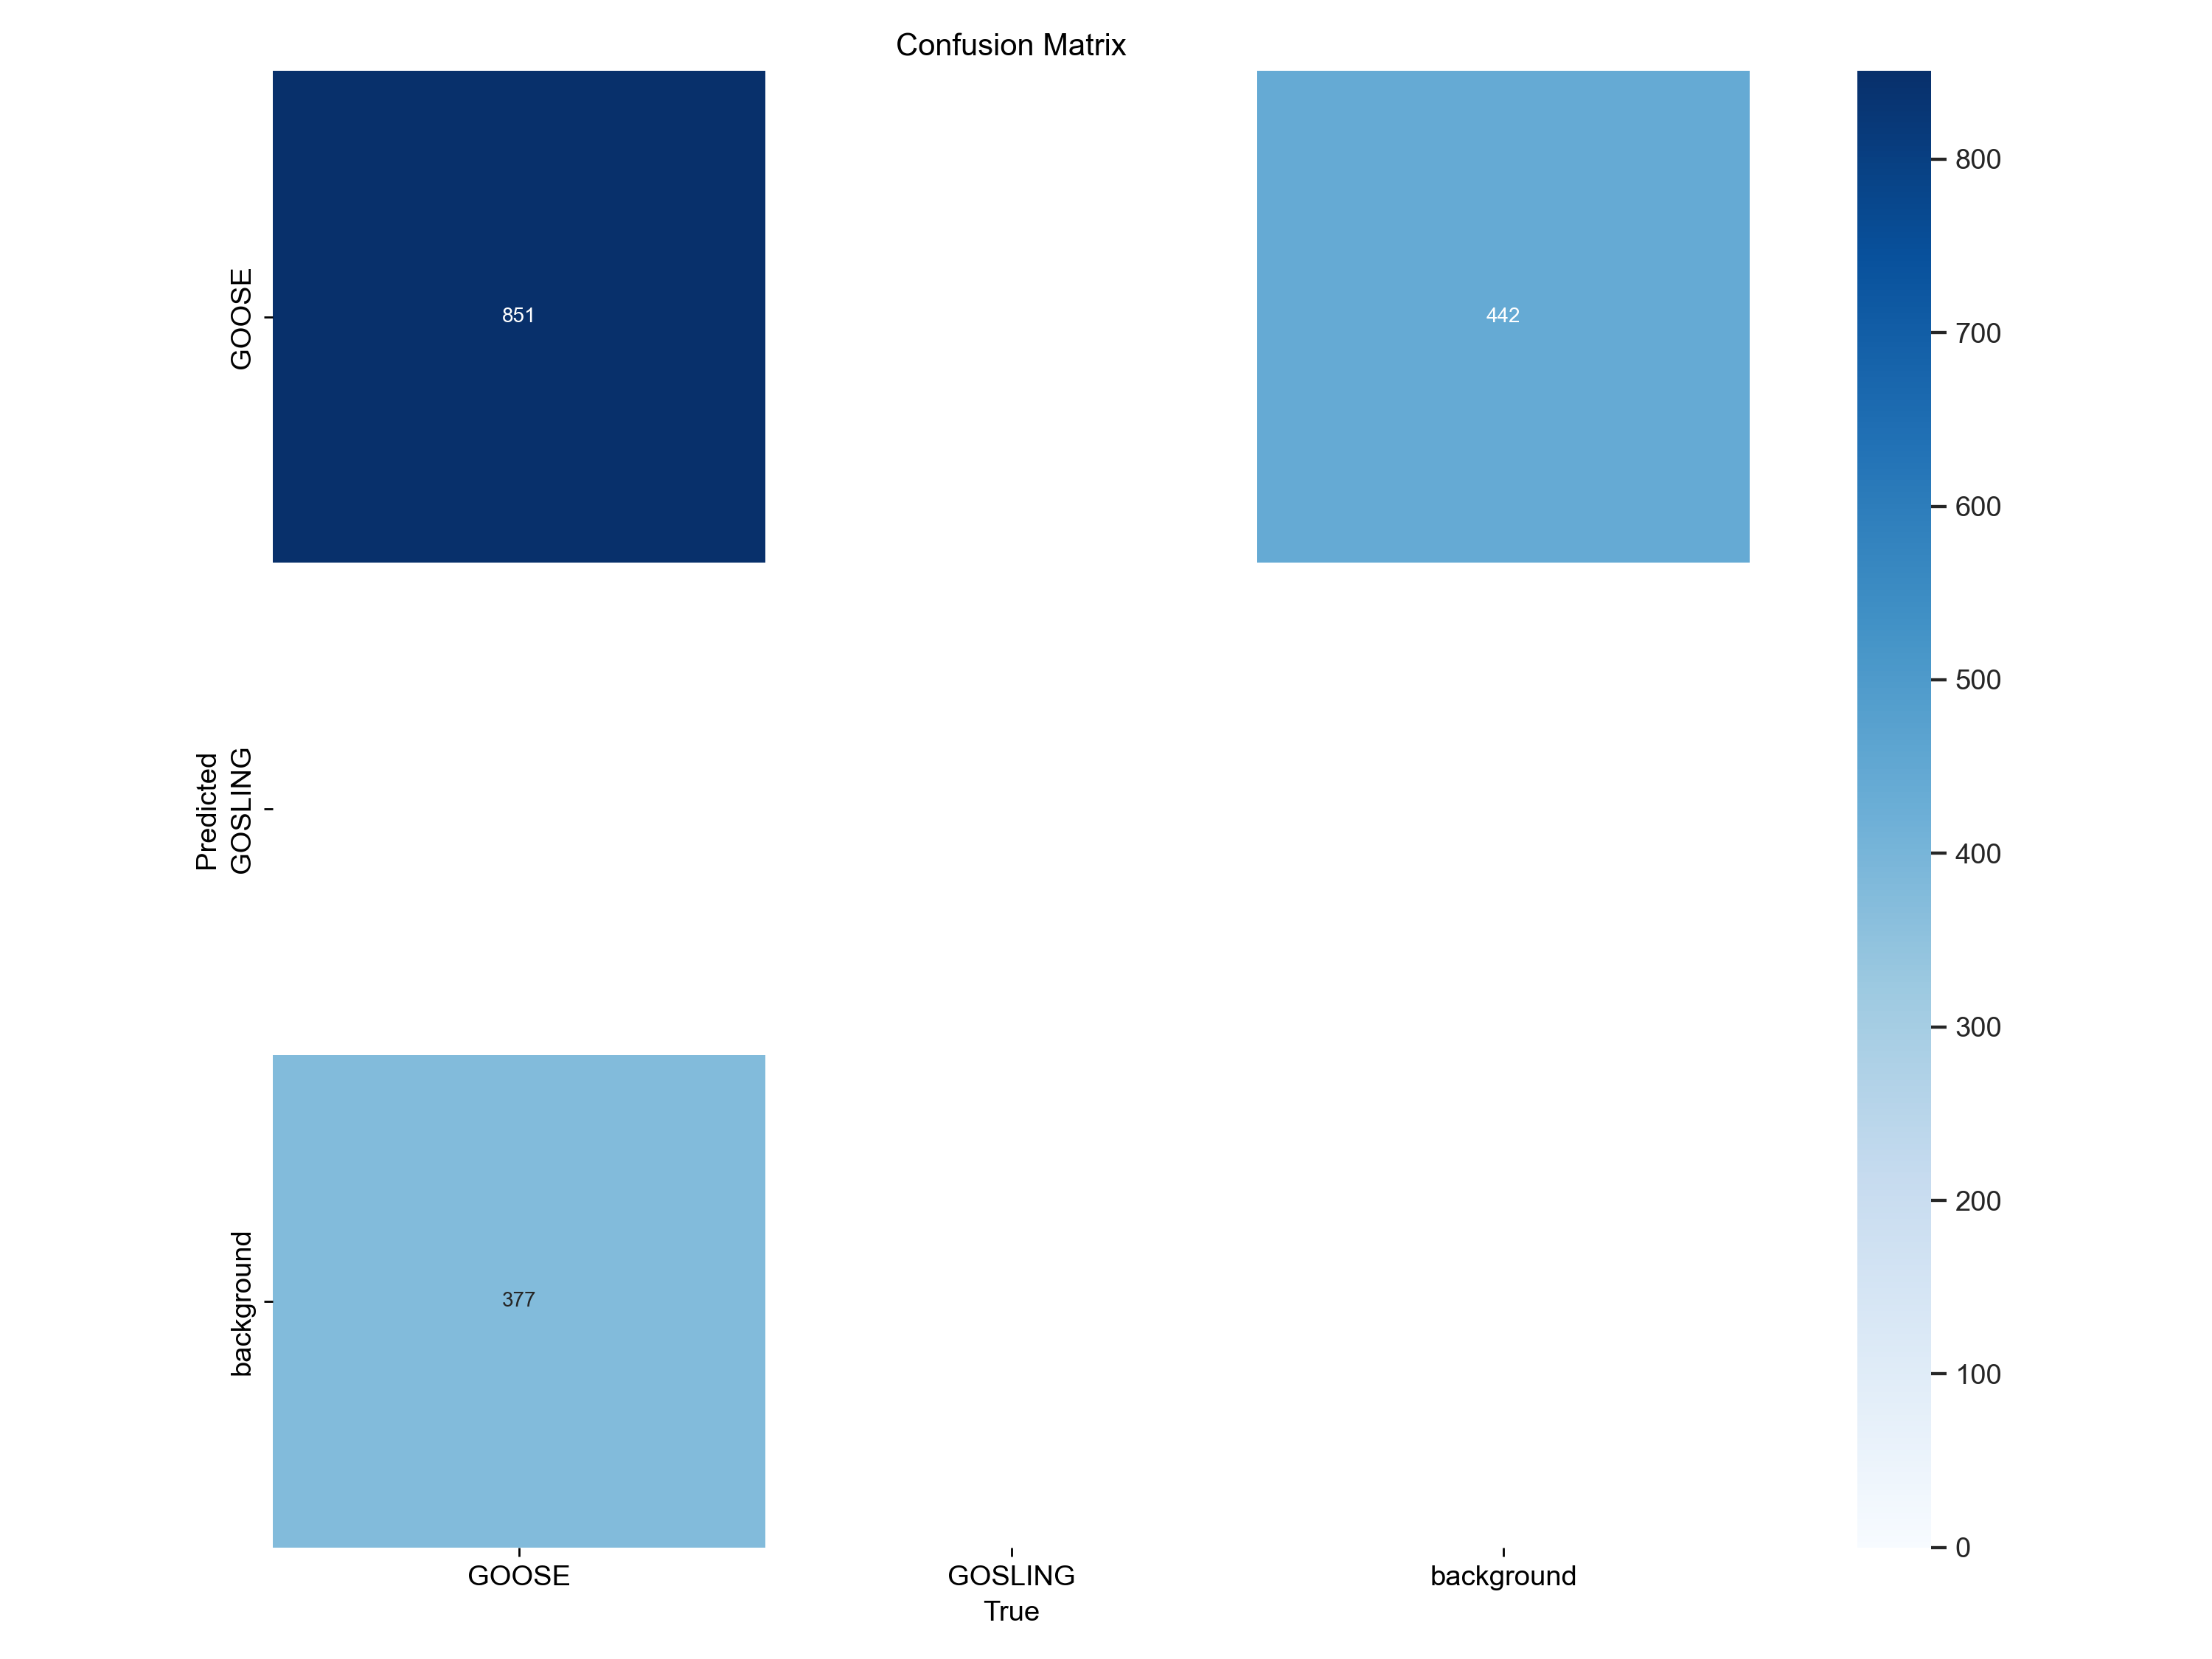 Confusion Matrix
GOOSE
851
442
800
700
600
500
400
300
200
100
0
Predicted
GOSLING
background
377
GOOSE
GOSLING
background
True